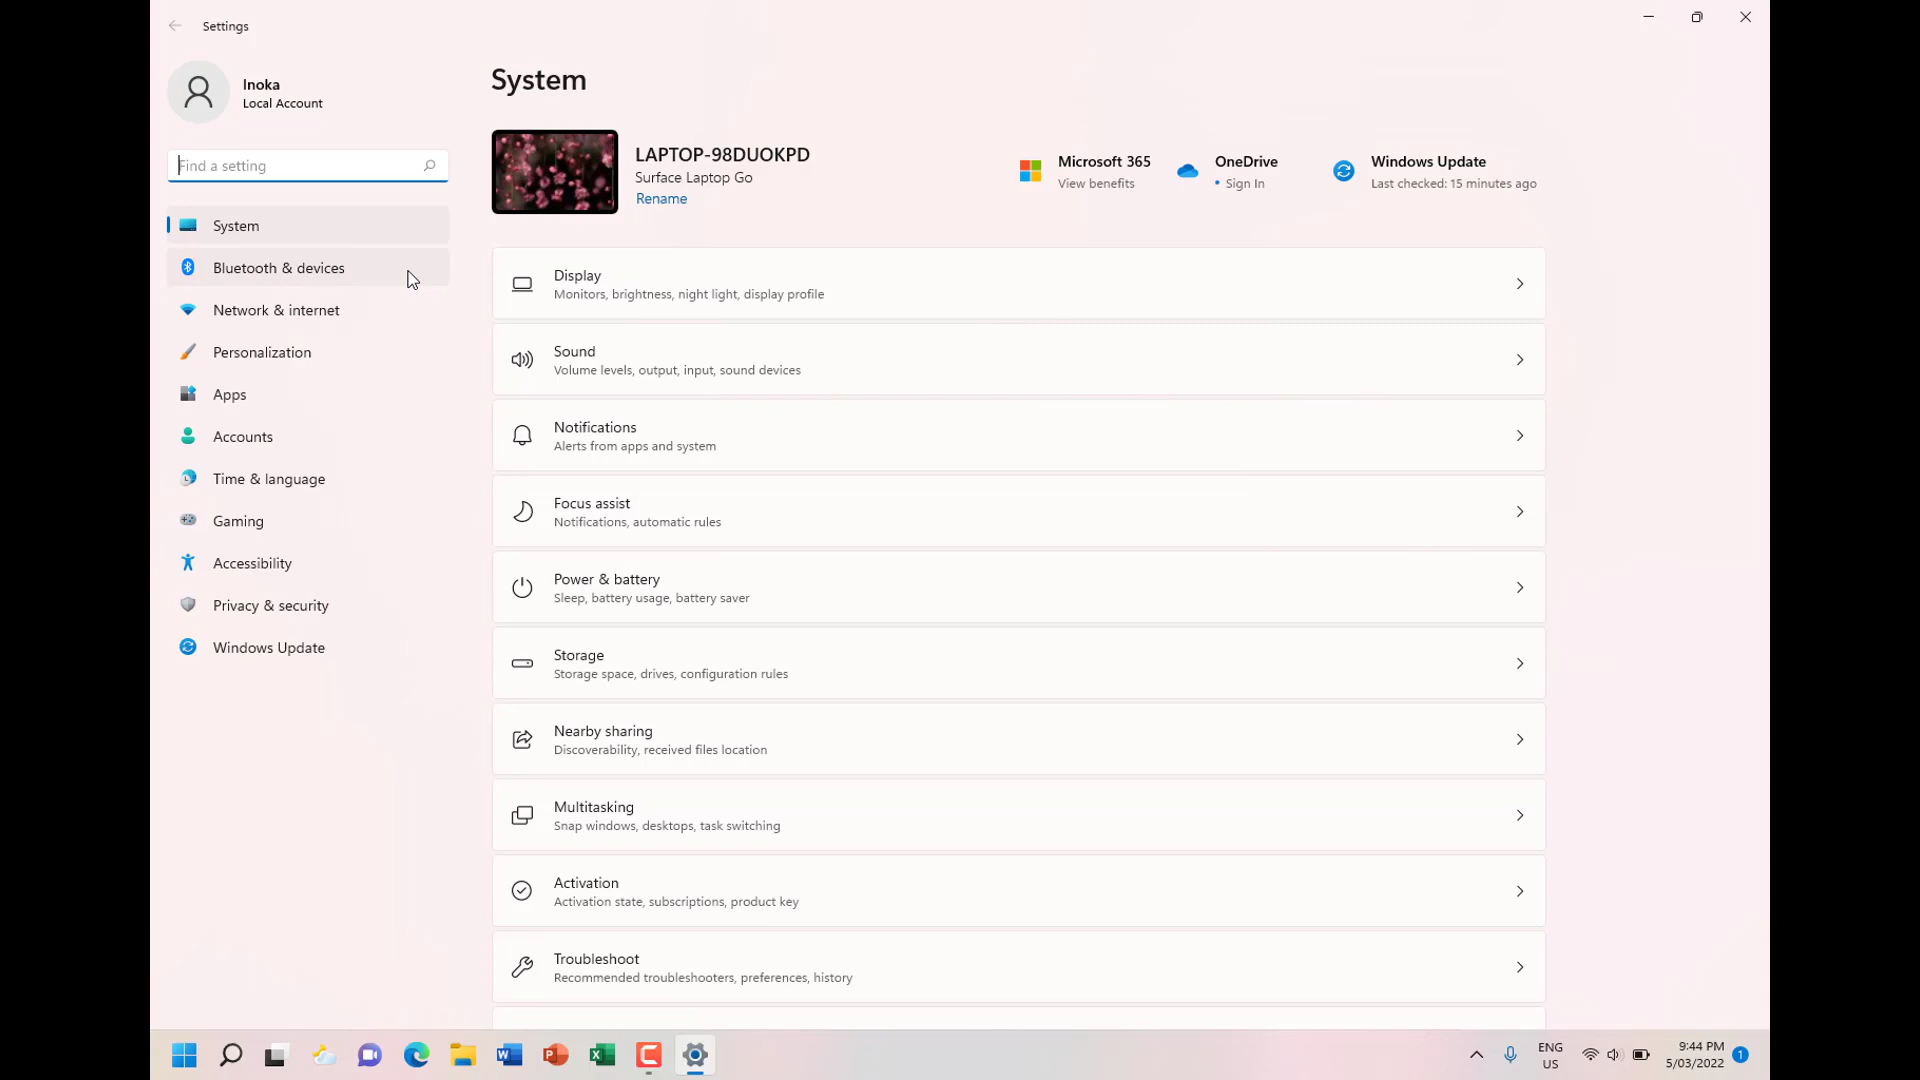 Settings
Inoka
Local Account
Find a setting
System
Bluetooth & devices
Network & internet
Personalization
Apps
Accounts
Time & language
Gaming
Accessibility
Privacy & security
Windows Update
System
LAPTOP-98DUOKPD
Surface Laptop Go
Rename
Microsoft 365
View benefits
OneDrive
• Sign In
Windows Update
Last checked: 15 minutes ago
Display
Monitors, brightness, night light, display profile
Sound
Volume levels, output, input, sound devices
Notifications
Alerts from apps and system
Focus assist
Notifications, automatic rules
Power & battery
Sleep, battery usage, battery saver
Storage
Storage space, drives, configuration rules
Nearby sharing
Discoverability, received files location
Multitasking
Snap windows, desktops, task switching
Activation
Activation state, subscriptions, product key
Troubleshoot
Recommended troubleshooters, preferences, history
ENG
US
9:44 PM
5/03/2022
1